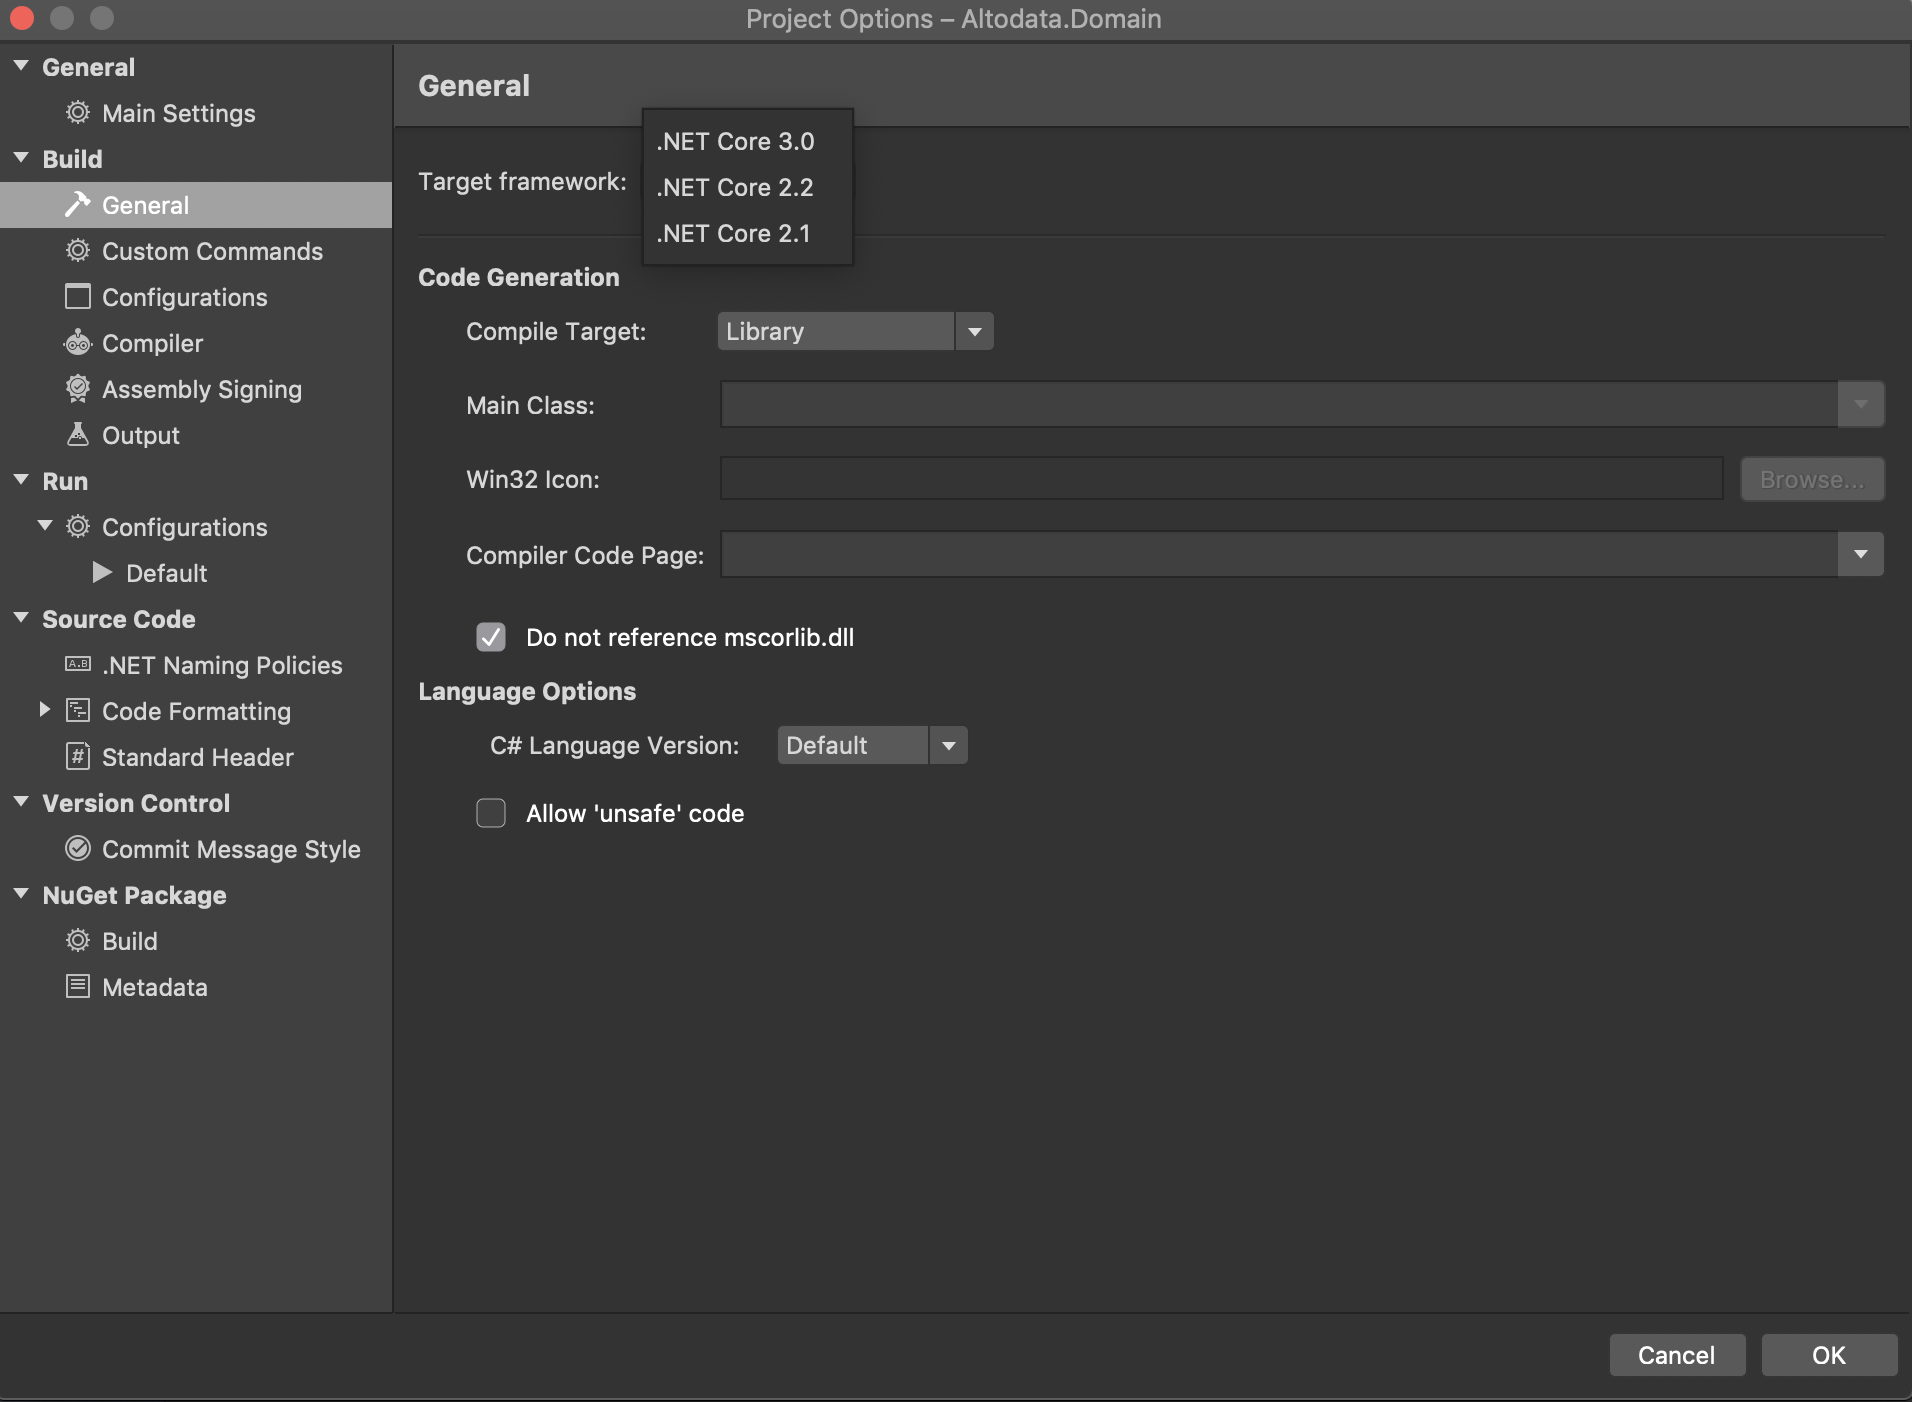 Project Options – Altodata.Domain
General
Main Settings
Build
General
Custom Commands
Configurations
Compiler
Assembly Signing
Output
Run
Configurations
Default
Source Code
A.B .NET Naming Policies
Code Formatting
# Standard Header
Version Control
Commit Message Style
NuGet Package
Build
Metadata
General
Target framework:
.NET Core 3.0
.NET Core 2.2
.NET Core 2.1
Code Generation
Compile Target: Library
Main Class:
Win32 Icon: Browse...
Compiler Code Page:
Do not reference mscorlib.dll
Language Options
C# Language Version: Default
Allow 'unsafe' code
Cancel OK